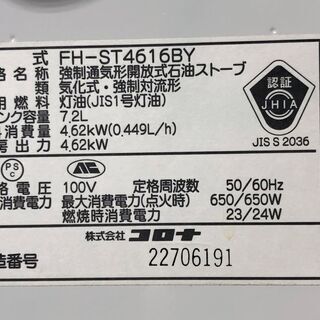 式 FH-ST4616BY
格名称 強制通気形開放式石油ストーブ
類 気化式・強制対流形
用燃料 灯油(JIS1号灯油)
ンク容量 7.2L
消費量 4.62kW(0.449L/h)
房出力 4.62kW
認証
JHIA
JIS S 2036
PSC
格電圧 100V 定格周波数 50/60Hz
消費電力 最大消費電力(点火時) 650/650W
燃焼時消費電力 23/24W
株式会社 コロナ
造番号 22706191